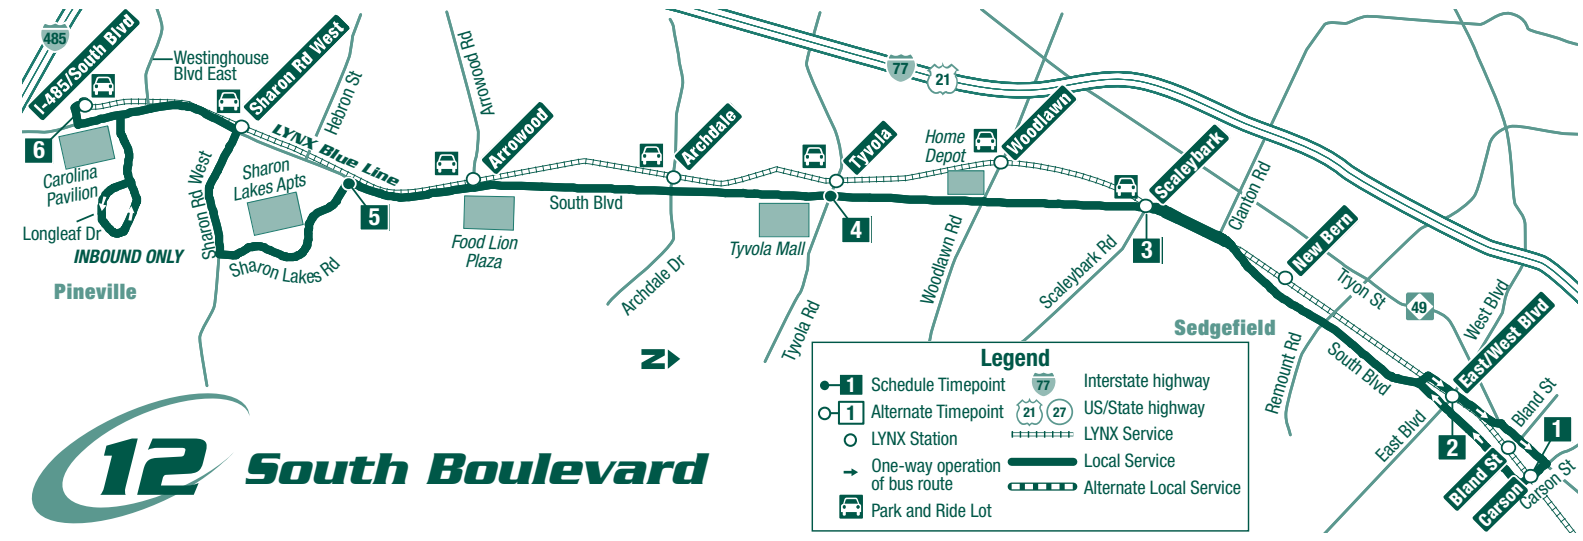 485
I-485/South Blvd
Westinghouse
Blvd East
Sharon Rd West
Hebron St
Arrowood Rd
LYNX Blue Line
Arrowood
Archdale
Tyvola
Home
Depot
Woodlawn
77
21
Scaleybark
Clanton Rd
New Bern
Tryon St
49
West Blvd
East/West Blvd
6
Carolina
Pavilion
Longleaf Dr
INBOUND ONLY
Pineville
Sharon Rd West
Sharon
Lakes Apts
Sharon Lakes Rd
5
Food Lion
Plaza
South Blvd
Archdale Dr
Tyvola Mall
4
Tyvola Rd
Woodlawn Rd
Scaleybark Rd
3
Sedgefield
Remount Rd
South Blvd
East Blvd
2
Bland St
1
Bland St
Carson
Carson St
N
12 South Boulevard
Legend
1 Schedule Timepoint
1 Alternate Timepoint
LYNX Station
One-way operation
of bus route
Park and Ride Lot
77 Interstate highway
21 27 US/State highway
LYNX Service
Local Service
Alternate Local Service